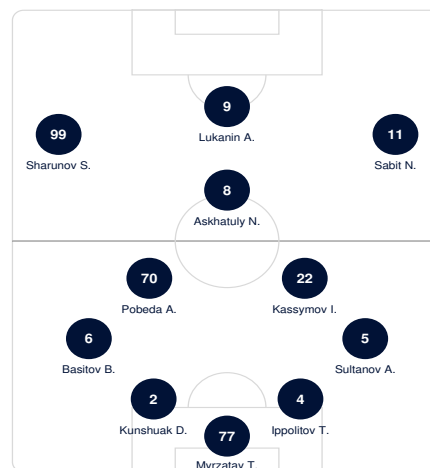 9
Lukanin A.
99
Sharunov S.
11
Sabit N.
8
Askhatuly N.
70
Pobeda A.
22
Kassymov I.
6
Basitov B.
5
Sultanov A.
2
Kunshuak D.
4
Ippolitov T.
77
Myrzatay T.